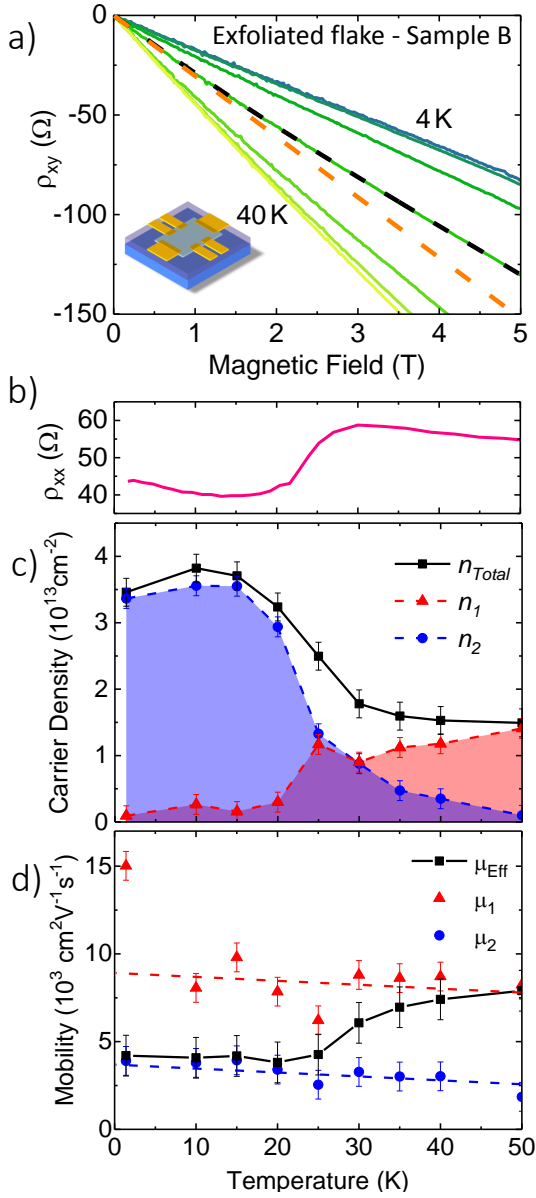 a)
Exfoliated flake - Sample B
0
-50
-100
-150
ρxy (Ω)
4 K
40 K
0 1 2 3 4 5
Magnetic Field (T)
b)
60
50
40
ρxx (Ω)
c)
4
3
2
1
0
Carrier Density (10¹³cm⁻²)
nTotal
n1
n2
d)
15
10
5
0
Mobility (10³ cm²V⁻¹s⁻¹)
μEff
μ1
μ2
0 10 20 30 40 50
Temperature (K)